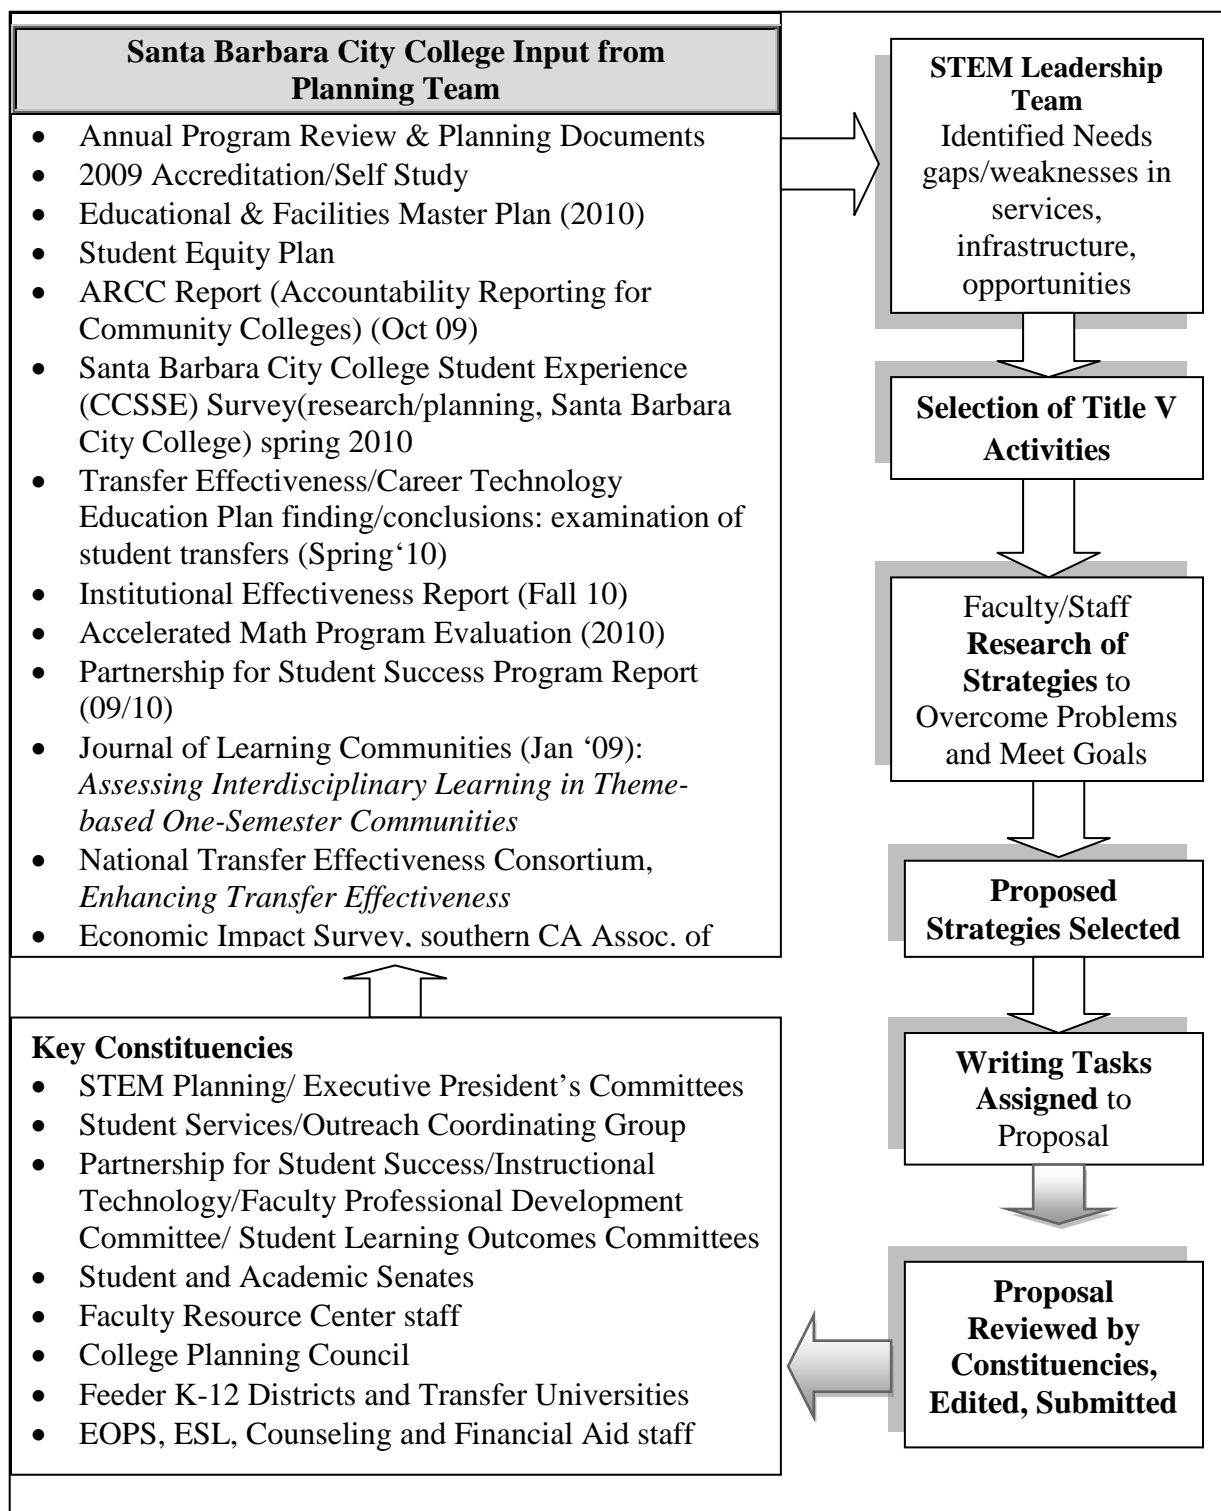 Santa Barbara City College Input from
Planning Team
• Annual Program Review & Planning Documents
• 2009 Accreditation/Self Study
• Educational & Facilities Master Plan (2010)
• Student Equity Plan
• ARCC Report (Accountability Reporting for
Community Colleges) (Oct 09)
• Santa Barbara City College Student Experience
(CCSSE) Survey(research/planning, Santa Barbara
City College) spring 2010
• Transfer Effectiveness/Career Technology
Education Plan finding/conclusions: examination of
student transfers (Spring‘10)
• Institutional Effectiveness Report (Fall 10)
• Accelerated Math Program Evaluation (2010)
• Partnership for Student Success Program Report
(09/10)
• Journal of Learning Communities (Jan ‘09):
Assessing Interdisciplinary Learning in Theme-
based One-Semester Communities
• National Transfer Effectiveness Consortium,
Enhancing Transfer Effectiveness
• Economic Impact Survey, southern CA Assoc. of
Key Constituencies
• STEM Planning/ Executive President’s Committees
• Student Services/Outreach Coordinating Group
• Partnership for Student Success/Instructional
Technology/Faculty Professional Development
Committee/ Student Learning Outcomes Committees
• Student and Academic Senates
• Faculty Resource Center staff
• College Planning Council
• Feeder K-12 Districts and Transfer Universities
• EOPS, ESL, Counseling and Financial Aid staff
STEM Leadership
Team
Identified Needs
gaps/weaknesses in
services,
infrastructure,
opportunities
Selection of Title V
Activities
Faculty/Staff
Research of
Strategies to
Overcome Problems
and Meet Goals
Proposed
Strategies Selected
Writing Tasks
Assigned to
Proposal
Proposal
Reviewed by
Constituencies,
Edited, Submitted